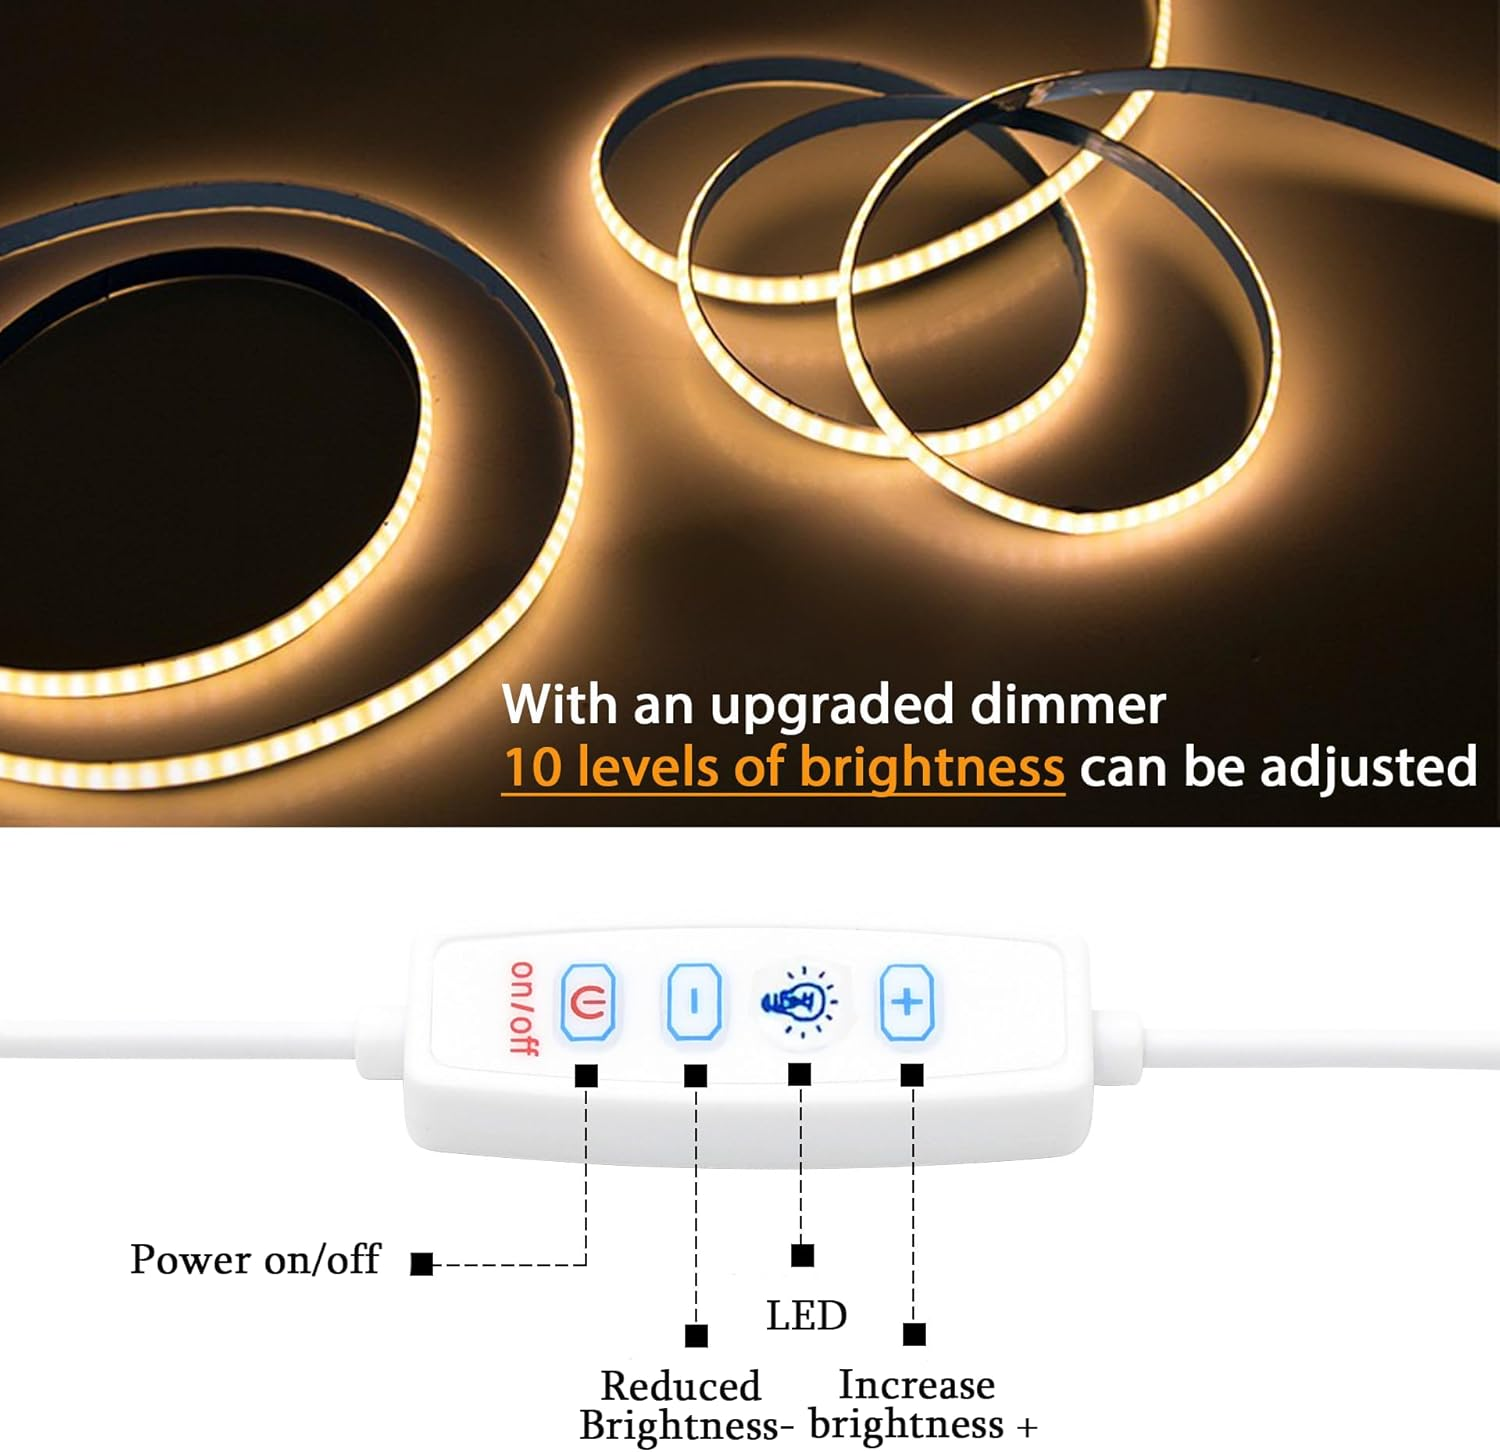 With an upgraded dimmer
10 levels of brightness can be adjusted
on/off
Power on/off
LED
Reduced
Brightness-
Increase
brightness +